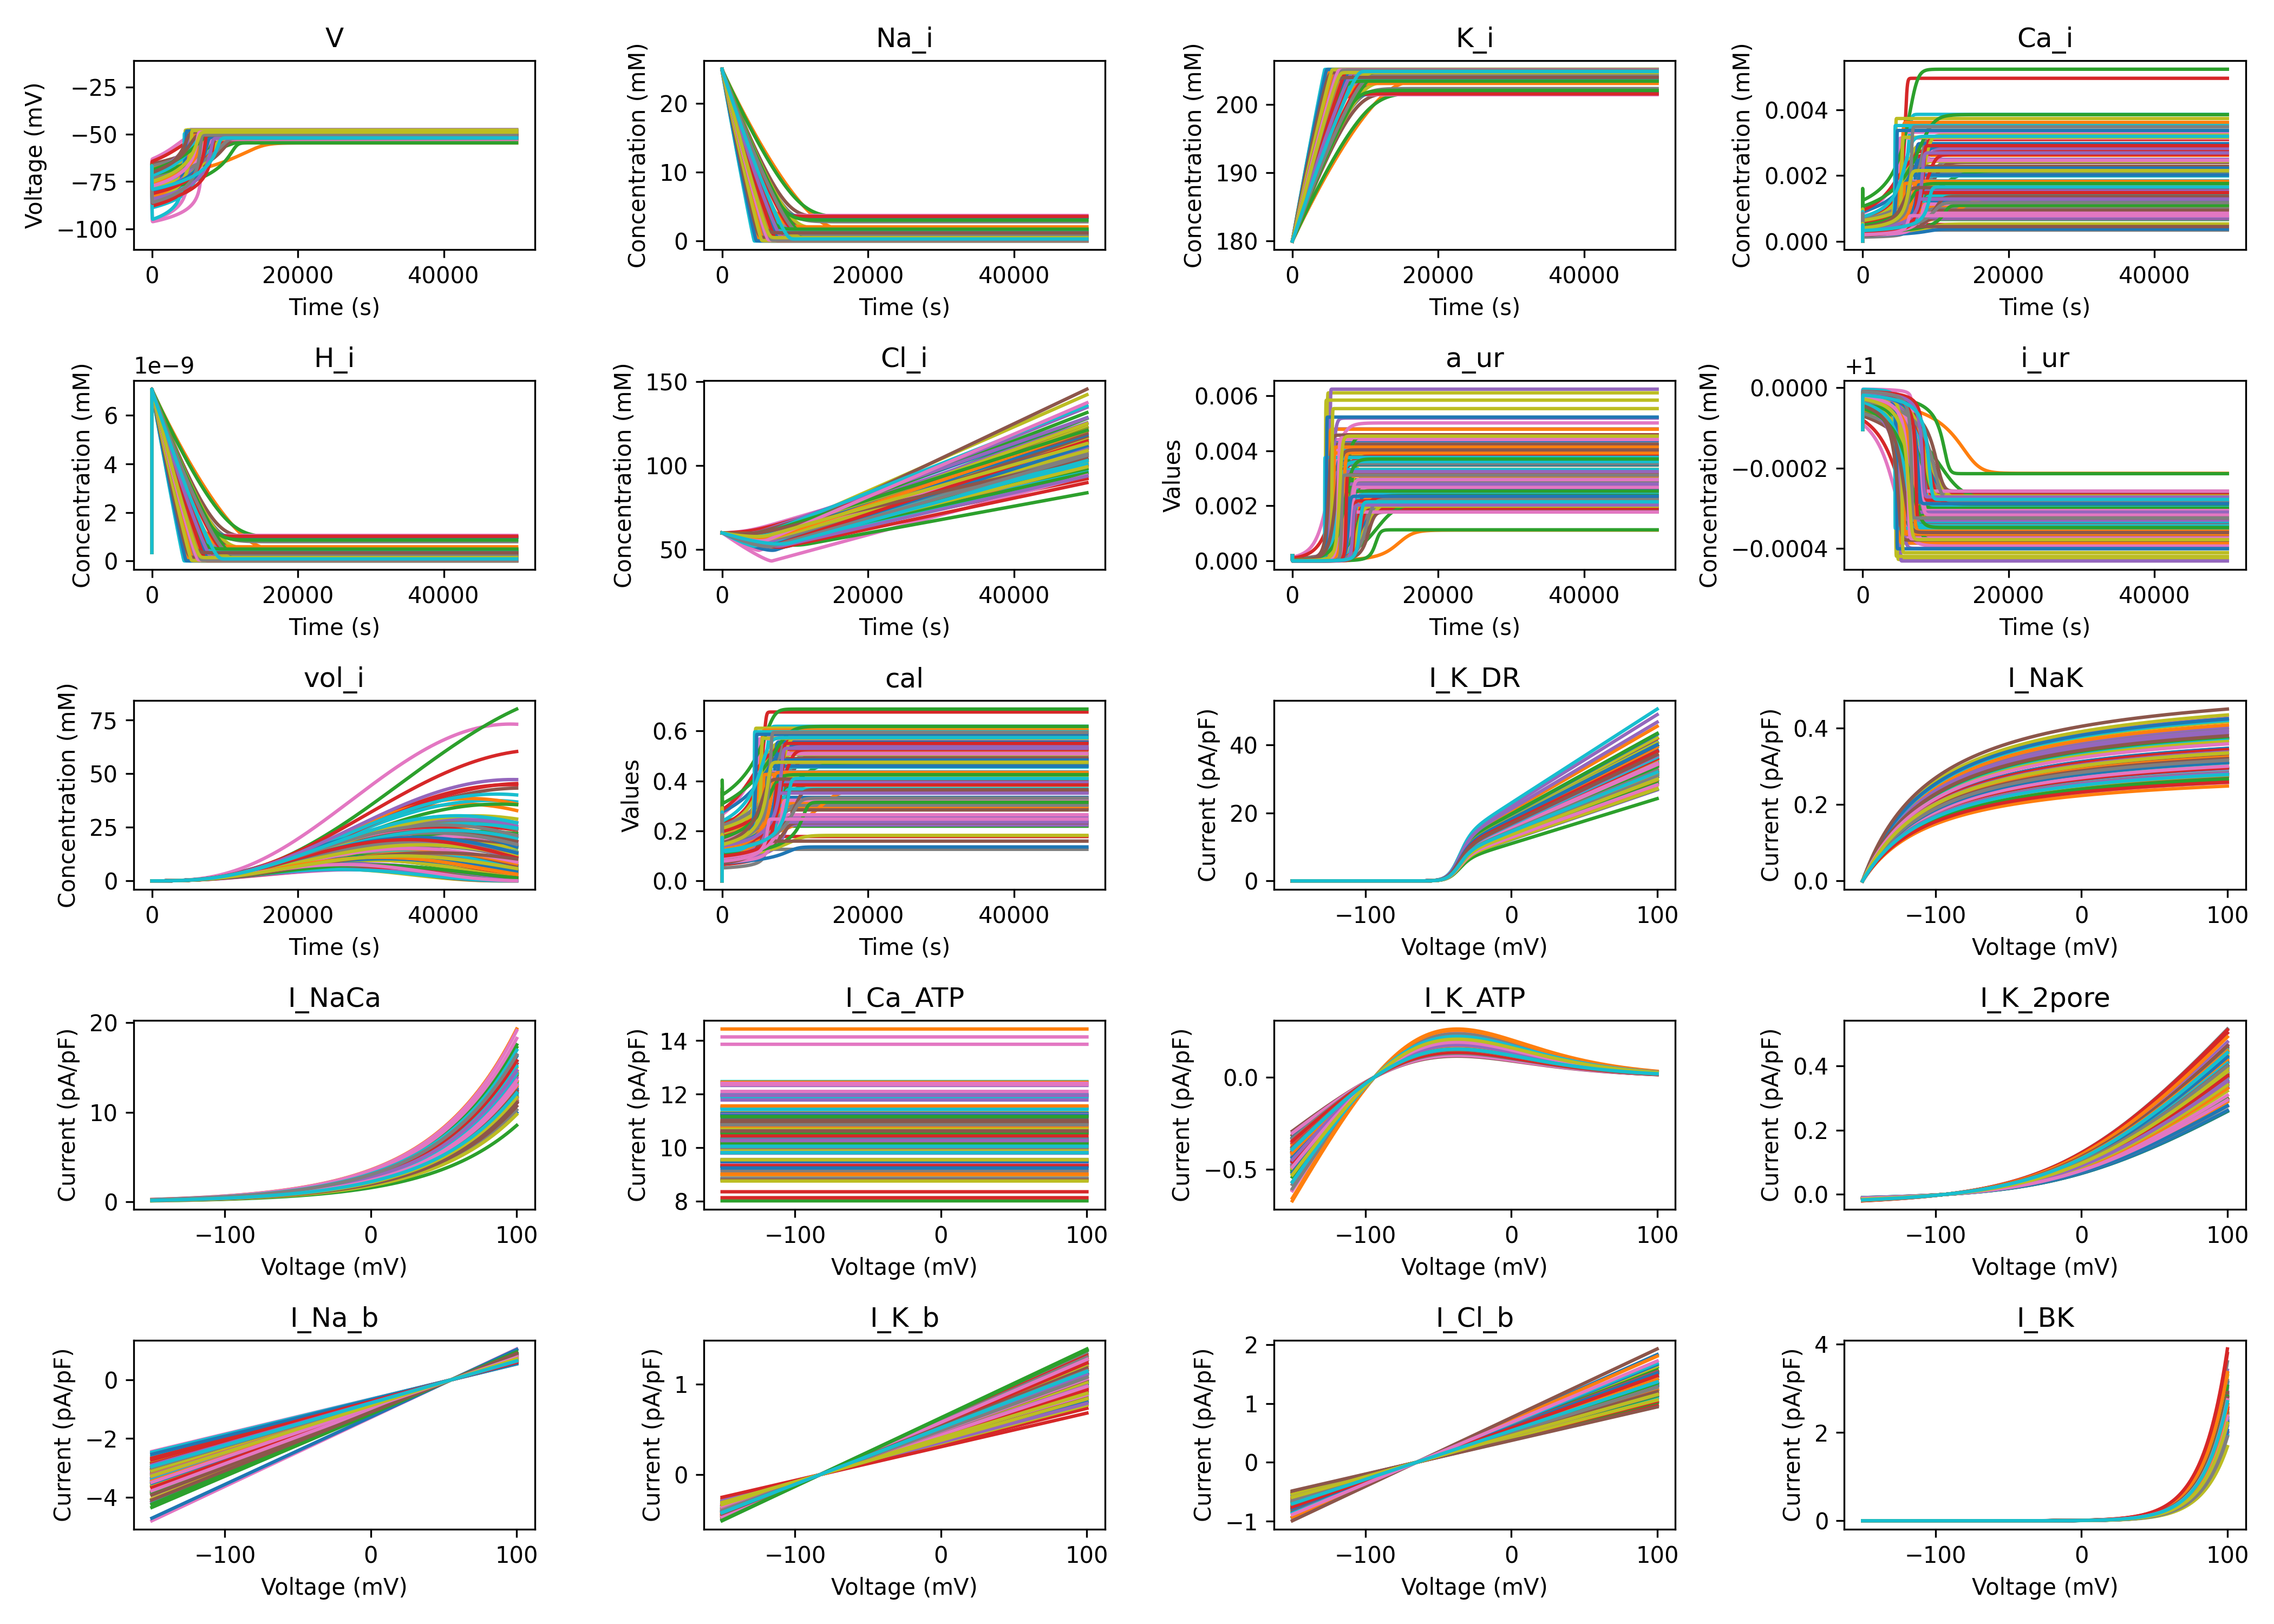 V
Voltage (mV)
−25
−50
−75
−100
0 20000 40000
Time (s)
Na_i
Concentration (mM)
20
10
0
0 20000 40000
Time (s)
K_i
Concentration (mM)
200
190
180
0 20000 40000
Time (s)
Ca_i
Concentration (mM)
0.004
0.002
0.000
0 20000 40000
Time (s)
H_i
1e−9
Concentration (mM)
6
4
2
0
0 20000 40000
Time (s)
Cl_i
Concentration (mM)
150
100
50
0 20000 40000
Time (s)
a_ur
Values
0.006
0.004
0.002
0.000
0 20000 40000
Time (s)
i_ur
+1
Concentration (mM)
0.0000
−0.0002
−0.0004
0 20000 40000
Time (s)
vol_i
Concentration (mM)
75
50
25
0
0 20000 40000
Time (s)
cal
Values
0.6
0.4
0.2
0.0
0 20000 40000
Time (s)
I_K_DR
Current (pA/pF)
40
20
0
−100 0 100
Voltage (mV)
I_NaK
Current (pA/pF)
0.4
0.2
0.0
−100 0 100
Voltage (mV)
I_NaCa
Current (pA/pF)
20
10
0
−100 0 100
Voltage (mV)
I_Ca_ATP
Current (pA/pF)
14
12
10
8
−100 0 100
Voltage (mV)
I_K_ATP
Current (pA/pF)
0.0
−0.5
−100 0 100
Voltage (mV)
I_K_2pore
Current (pA/pF)
0.4
0.2
0.0
−100 0 100
Voltage (mV)
I_Na_b
Current (pA/pF)
0
−2
−4
−100 0 100
Voltage (mV)
I_K_b
Current (pA/pF)
1
0
−100 0 100
Voltage (mV)
I_Cl_b
Current (pA/pF)
2
1
0
−1
−100 0 100
Voltage (mV)
I_BK
Current (pA/pF)
4
2
0
−100 0 100
Voltage (mV)